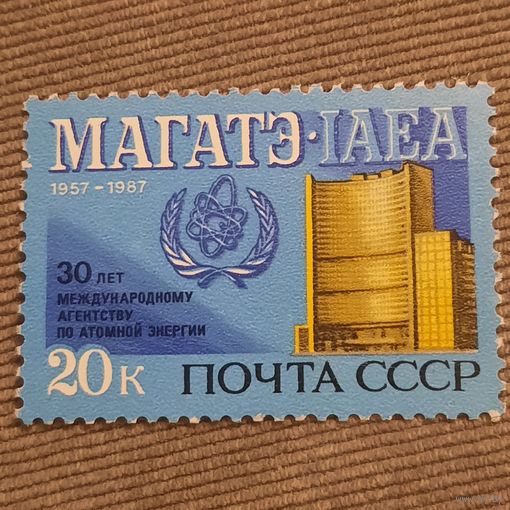 МАГАТЭ·IAEA
1957-1987
30 ЛЕТ
МЕЖДУНАРОДНОМУ
АГЕНТСТВУ
ПО АТОМНОЙ ЭНЕРГИИ
20К ПОЧТА СССР